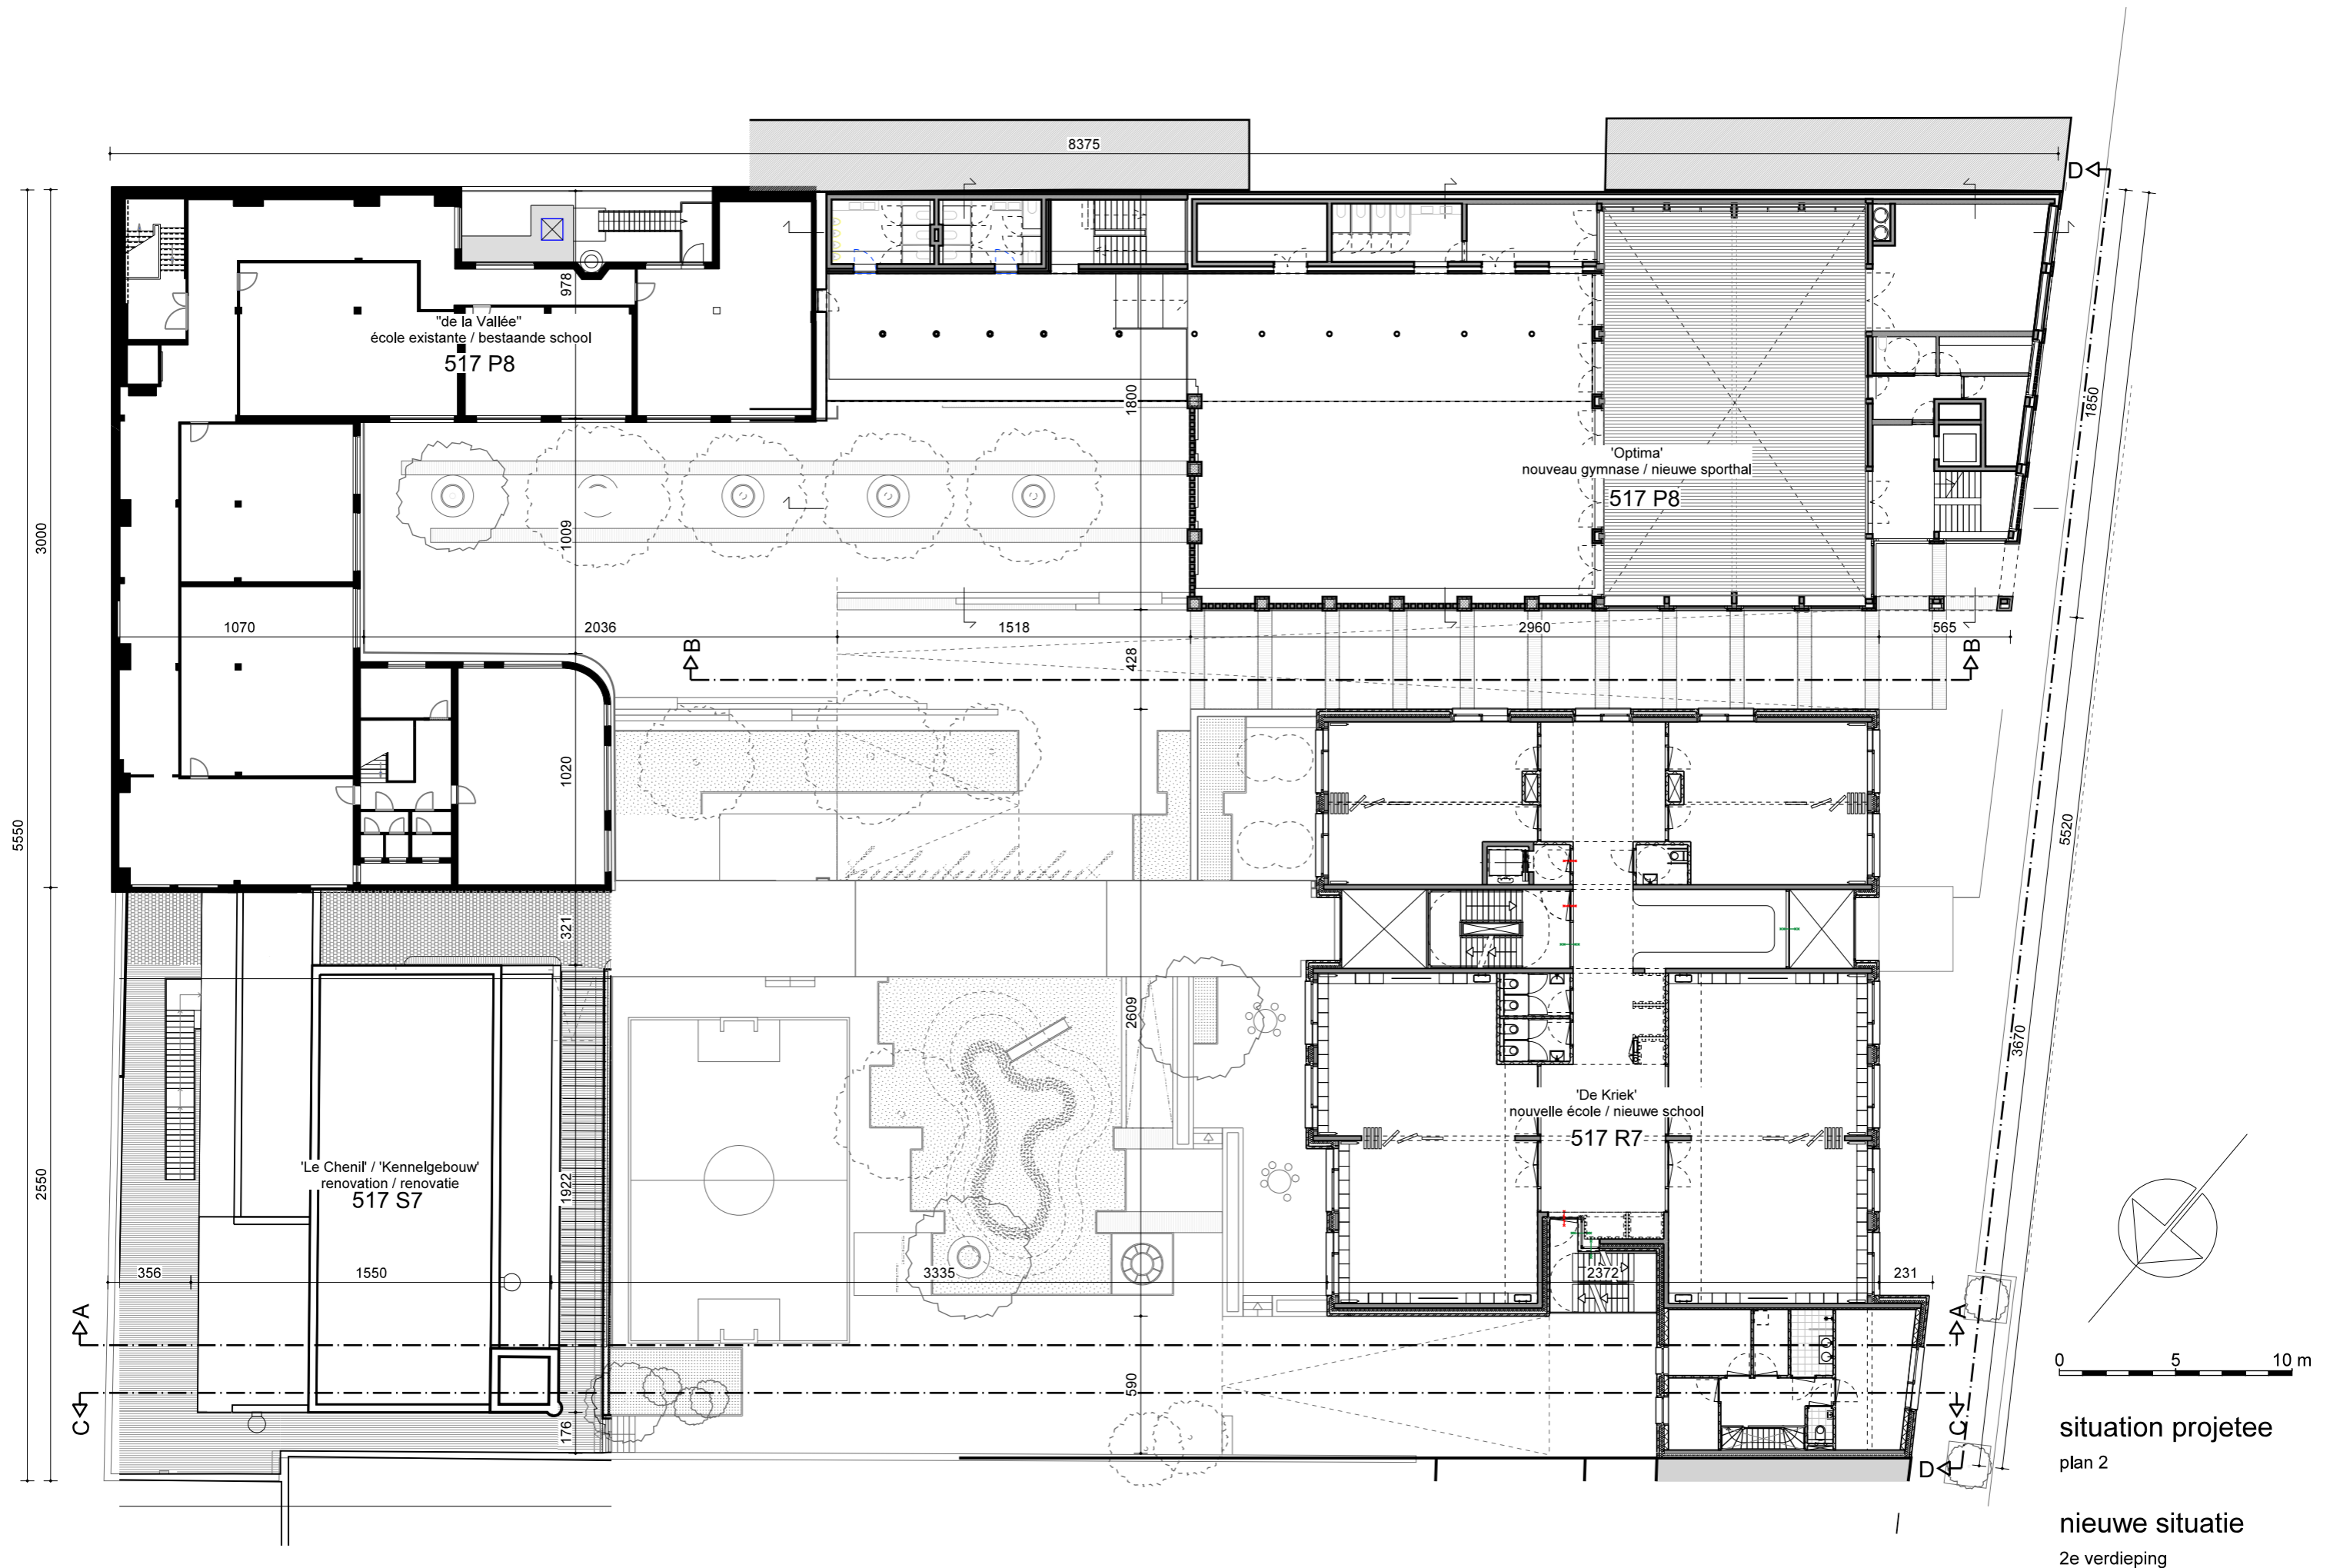 8375
D
978
"de la Vallée"
école existante / bestaande school
517 P8
1800
1850
'Optima'
nouveau gymnase / nieuwe sporthal
517 P8
3000
1009
1070
2036
1518
2960
565
B
428
B
1020
5550
5520
321
2609
3670
'De Kriek'
nouvelle école / nieuwe school
517 R7
'Le Chenil' / 'Kennelgebouw'
renovation / renovatie
517 S7
1922
2550
356
1550
3335
2372
231
A
A
0
5
10 m
590
C
C
176
situation projetee
plan 2
D
nieuwe situatie
2e verdieping